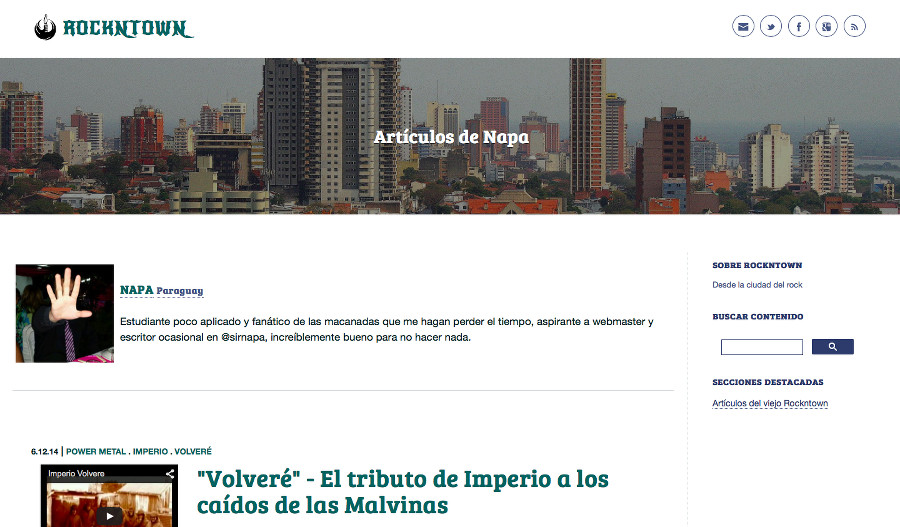 ROCKNTOWN
Artículos de Napa
NAPA Paraguay
Estudiante poco aplicado y fanático de las macanadas que me hagan perder el tiempo, aspirante a webmaster y
escritor ocasional en @sirnapa, increíblemente bueno para no hacer nada.
SOBRE ROCKNTOWN
Desde la ciudad del rock
BUSCAR CONTENIDO
SECCIONES DESTACADAS
Artículos del viejo Rockntown
6.12.14 | POWER METAL . IMPERIO . VOLVERÉ
Imperio Volvere
"Volveré" - El tributo de Imperio a los
caídos de las Malvinas